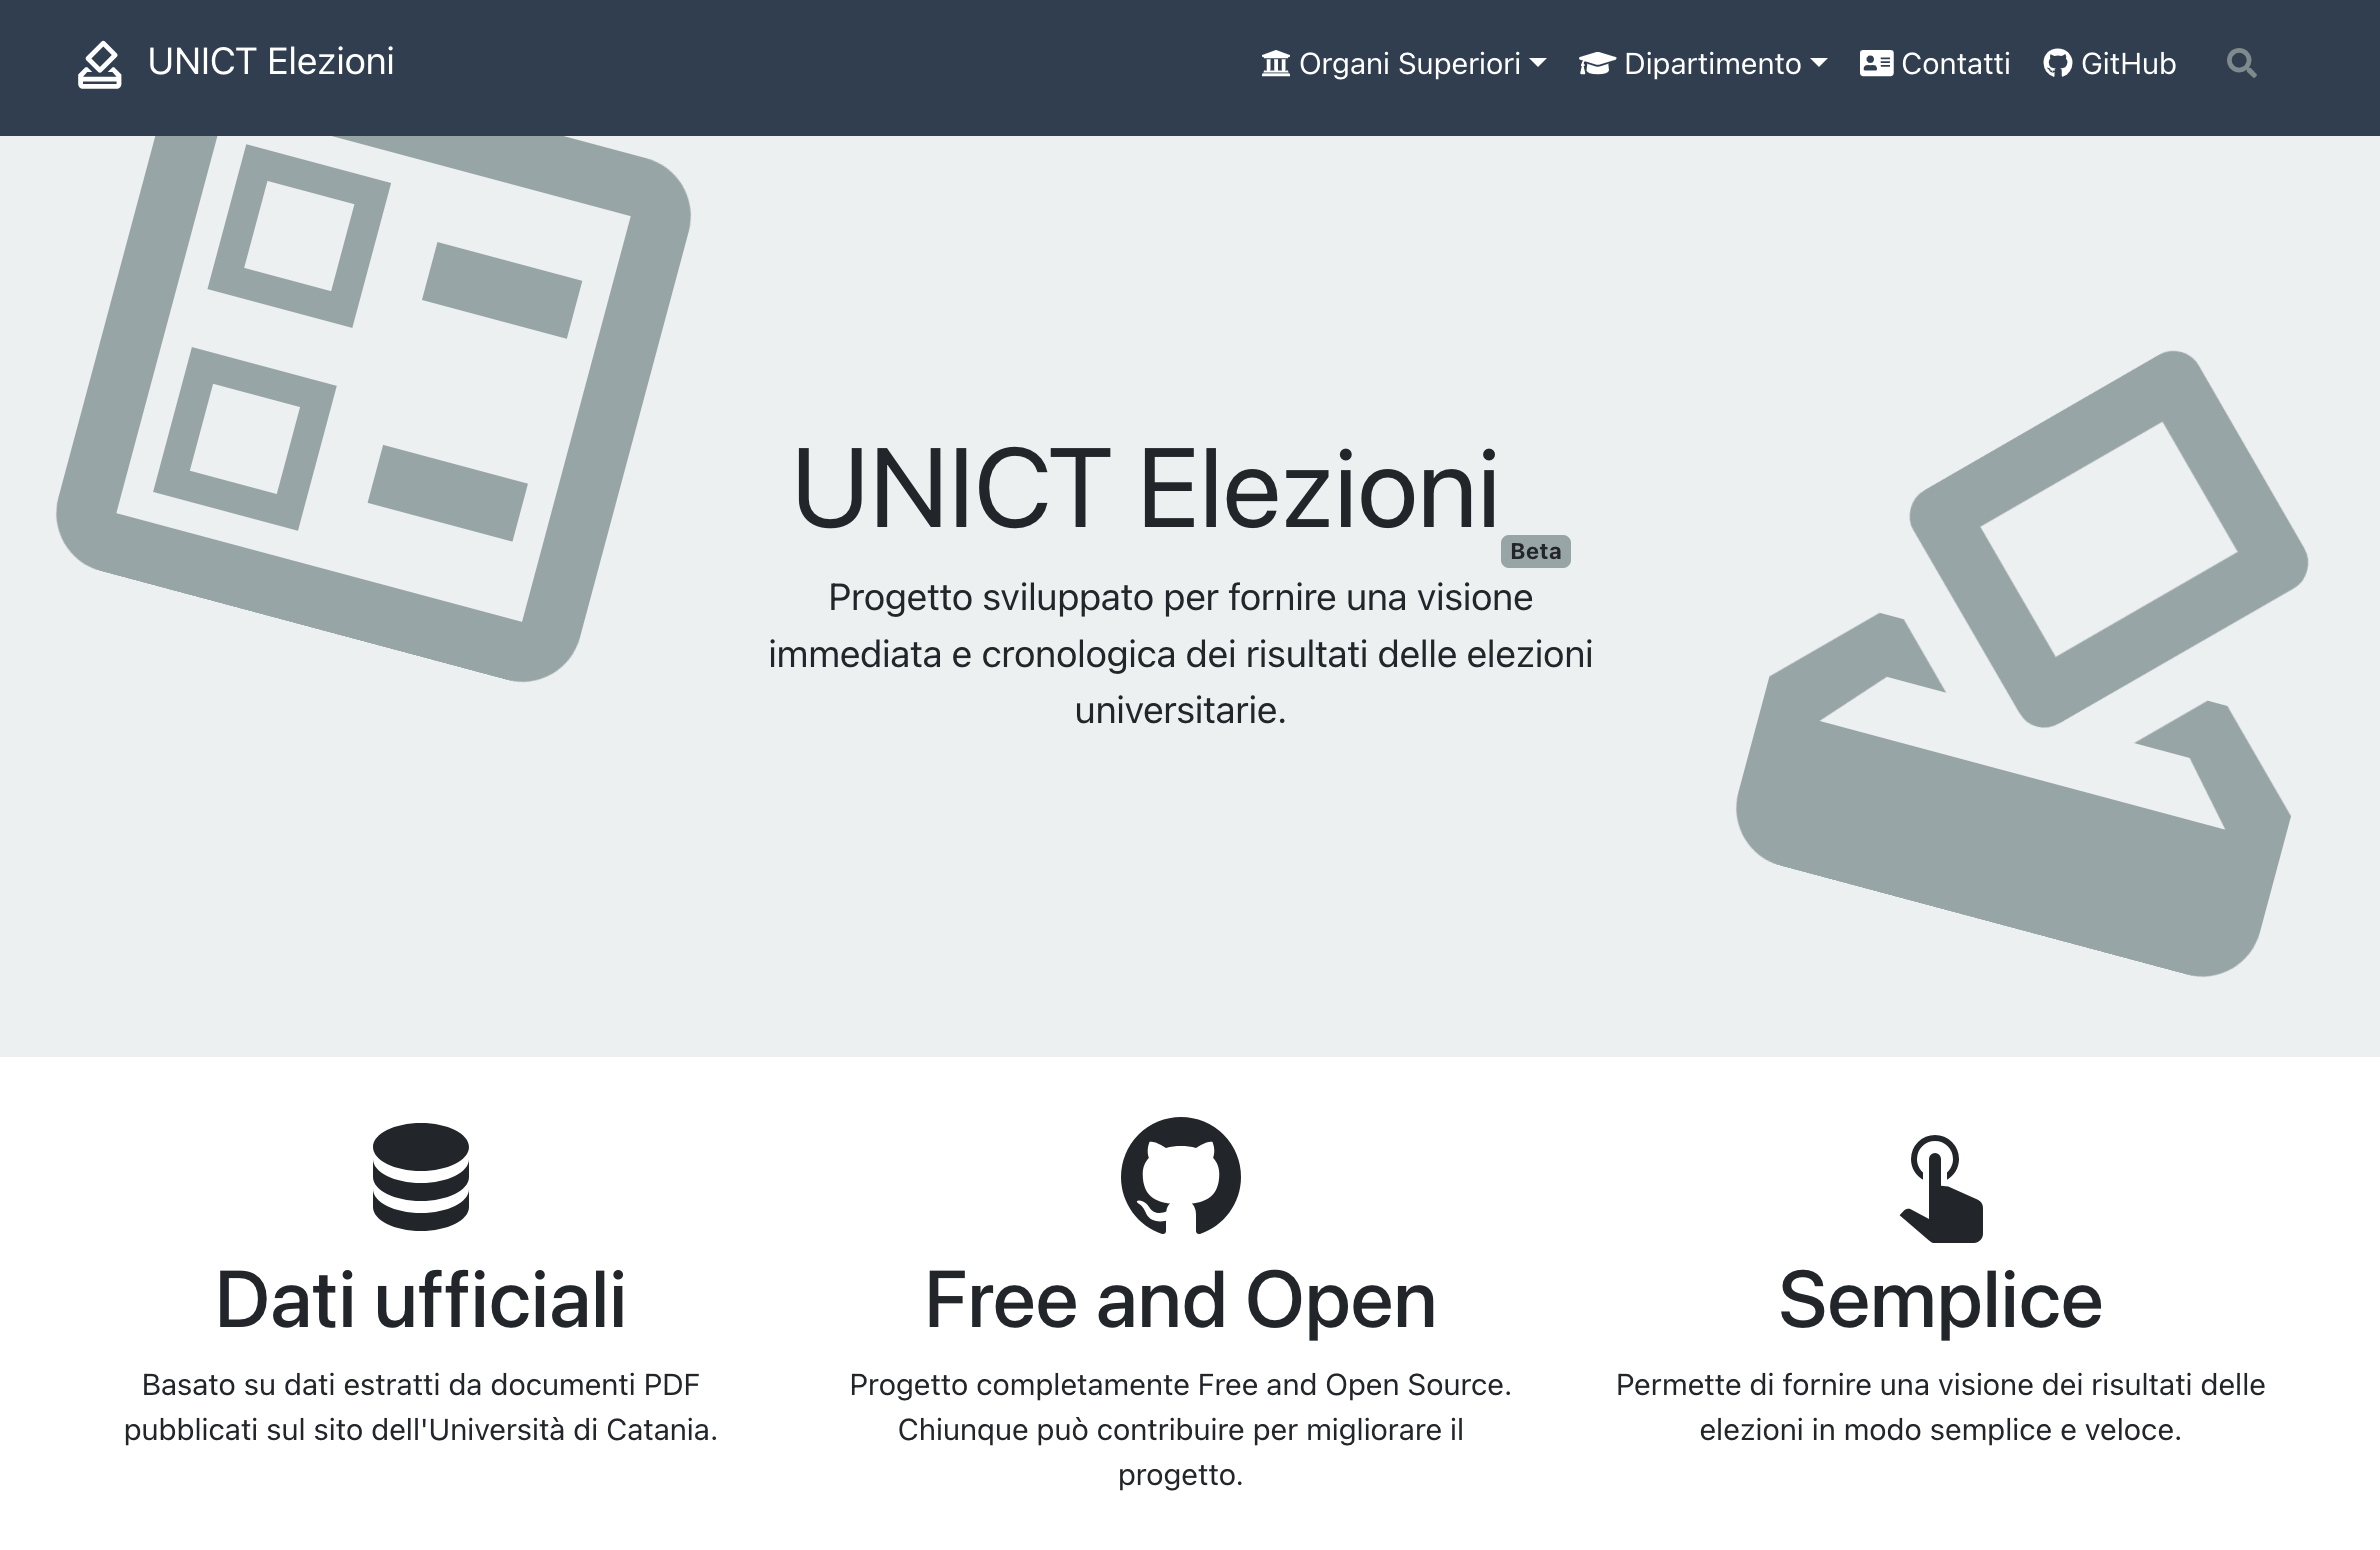 UNICT Elezioni
Organi Superiori
Dipartimento
Contatti
GitHub
UNICT Elezioni
Beta
Progetto sviluppato per fornire una visione
immediata e cronologica dei risultati delle elezioni
universitarie.
Dati ufficiali
Basato su dati estratti da documenti PDF
pubblicati sul sito dell'Università di Catania.
Free and Open
Progetto completamente Free and Open Source.
Chiunque può contribuire per migliorare il
progetto.
Semplice
Permette di fornire una visione dei risultati delle
elezioni in modo semplice e veloce.